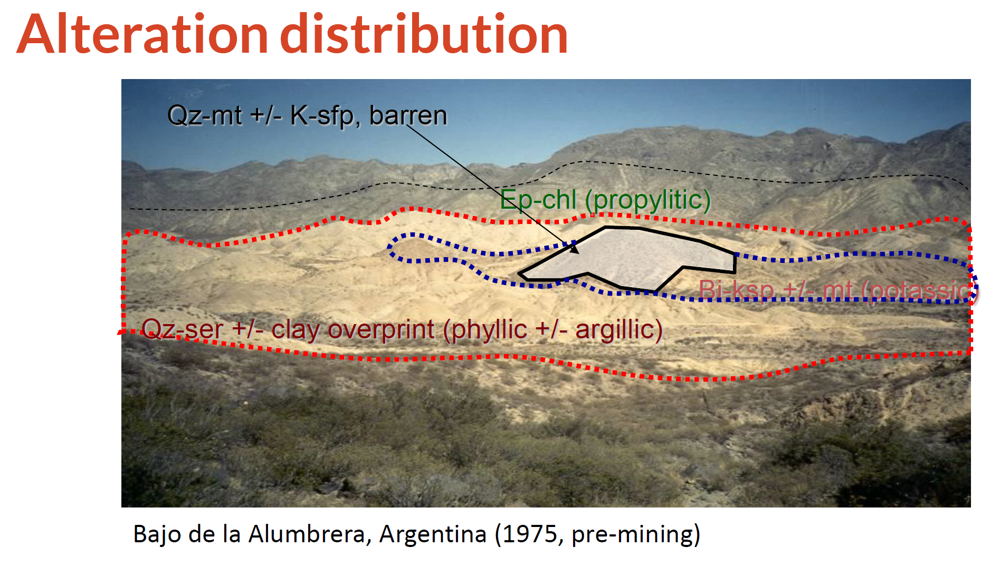 Alteration distribution
Qz-mt +/- K-sfp, barren
Ep-chl (propylitic)
Bi-ksp +/- mt (potassic)
Qz-ser +/- clay overprint (phyllic +/- argillic)
Bajo de la Alumbrera, Argentina (1975, pre-mining)